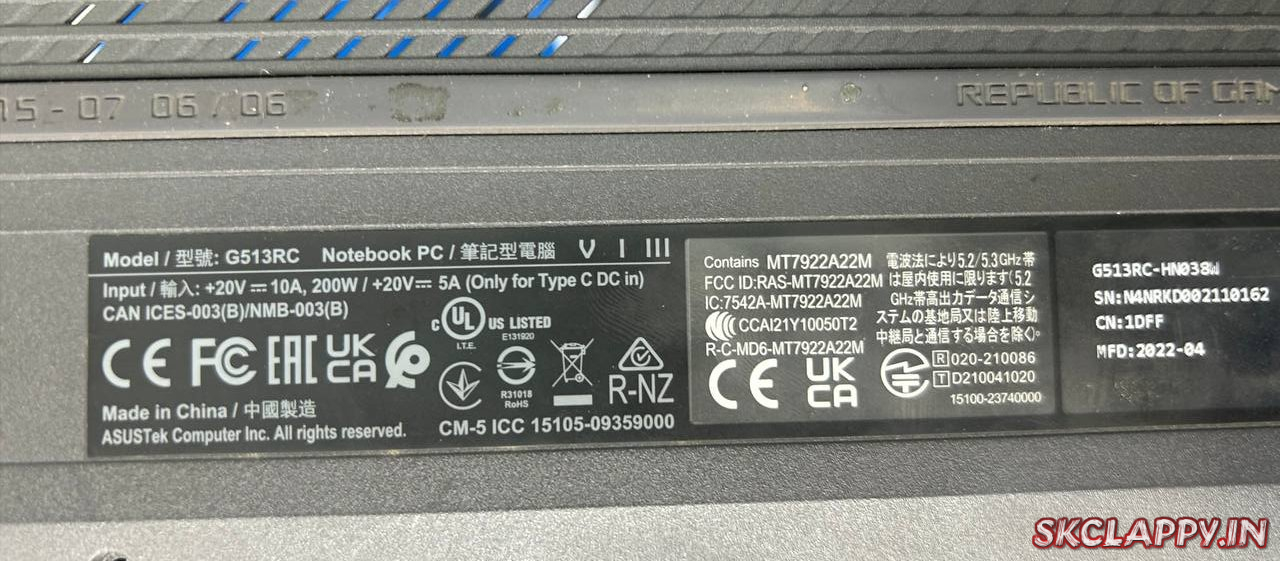 15-07 06/06
REPUBLIC OF GAM
Model / 型號: G513RC Notebook PC / 筆記型電腦 V I III
Input / 輸入: +20V⎓10A, 200W / +20V⎓ 5A (Only for Type C DC in)
CAN ICES-003(B)/NMB-003(B)
c UL US LISTED
I.T.E. E131920
CE FC EAC UK CA
R31018
RoHS
R-NZ
Made in China / 中國製造
ASUSTek Computer Inc. All rights reserved.
CM-5 ICC 15105-09359000
Contains MT7922A22M
FCC ID:RAS-MT7922A22M
IC:7542A-MT7922A22M
CCAI21Y10050T2
R-C-MD6-MT7922A22M
CE UK CA
電波法により5.2/5.3GHz帯
は屋内使用に限ります(5.2
GHz帯高出力データ通信シ
ステムの基地局又は陸上移動
中継局と通信する場合を除く)。
R 020-210086
T D210041020
15100-23740000
G513RC-HN038W
SN:N4NRKD002110162
CN:1DFF
MFD:2022-04
SKCLAPPY.IN